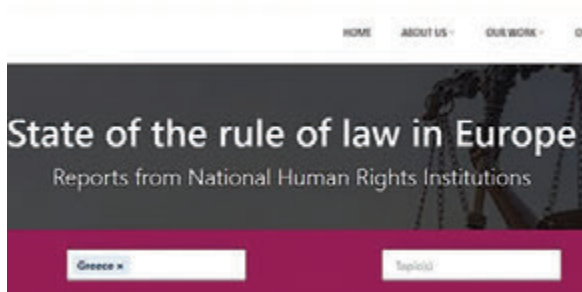 HOME ABOUT US OUR WORK
State of the rule of law in Europe
Reports from National Human Rights Institutions
Greece × Topic(s)